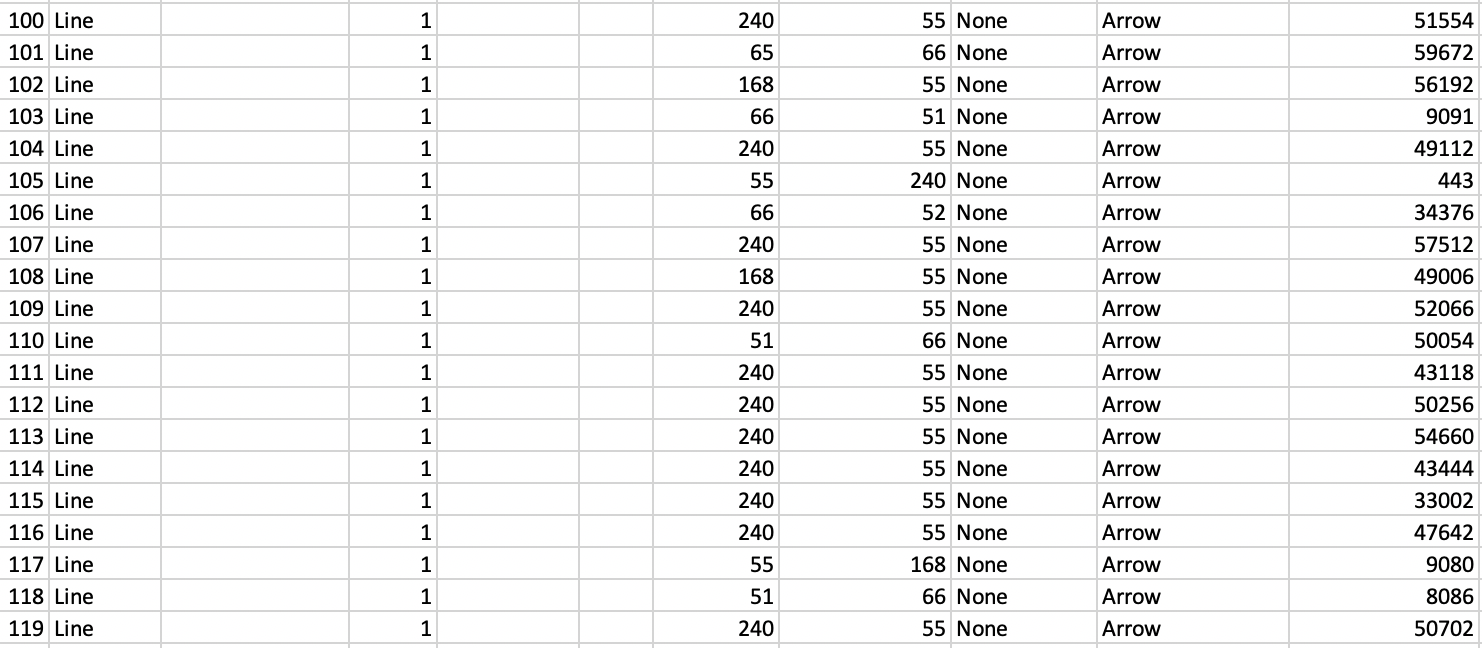 100 Line 1 240 55 None Arrow 51554
101 Line 1 65 66 None Arrow 59672
102 Line 1 168 55 None Arrow 56192
103 Line 1 66 51 None Arrow 9091
104 Line 1 240 55 None Arrow 49112
105 Line 1 55 240 None Arrow 443
106 Line 1 66 52 None Arrow 34376
107 Line 1 240 55 None Arrow 57512
108 Line 1 168 55 None Arrow 49006
109 Line 1 240 55 None Arrow 52066
110 Line 1 51 66 None Arrow 50054
111 Line 1 240 55 None Arrow 43118
112 Line 1 240 55 None Arrow 50256
113 Line 1 240 55 None Arrow 54660
114 Line 1 240 55 None Arrow 43444
115 Line 1 240 55 None Arrow 33002
116 Line 1 240 55 None Arrow 47642
117 Line 1 55 168 None Arrow 9080
118 Line 1 51 66 None Arrow 8086
119 Line 1 240 55 None Arrow 50702